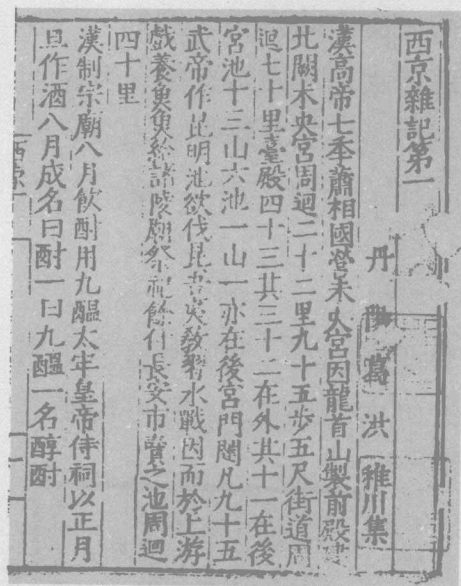 西京雜記第一
丹陽葛洪稚川集
漢高帝七年蕭相國營未央宮因龍首山製前殿建
北闕未央宮周迴二十二里九十五步五尺街道周
迴七十里臺殿四十三其三十二在外其十一在後
宮池十三山六池一山一亦在後宮門闥凡九十五
武帝作昆明池欲伐昆吾夷教習水戰因而於上游
戲養魚魚給諸陵廟祭祀餘付長安市賣之池周迴
四十里
漢制宗廟八月飲酎用九醞太牢皇帝侍祠以正月
旦作酒八月成名曰酎一曰九醞一名醇酎
西京